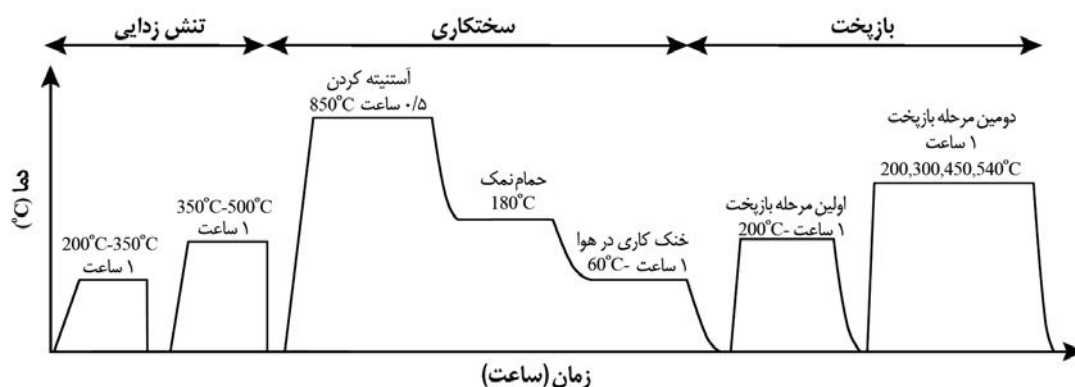 تنش زدایی
سختکاری
بازپخت
200°C-350°C
۱ ساعت
350°C-500°C
۱ ساعت
آستنیته کردن
850°C ۰/۵ ساعت
حمام نمک
180°C
خنک کاری در هوا
60°C- ۱ ساعت
اولین مرحله بازپخت
200°C- ۱ ساعت
دومین مرحله بازپخت
۱ ساعت
200,300,450,540°C
دما (°C)
زمان (ساعت)